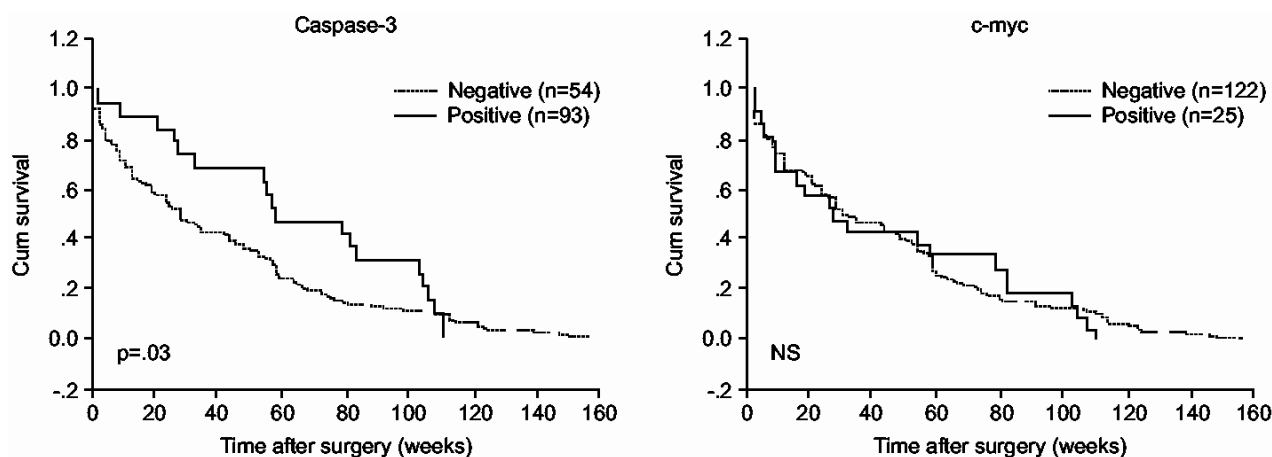 Caspase-3
1.2
1.0
.8
.6
.4
.2
0.0
-.2
Cum survival
Negative (n=54)
Positive (n=93)
p=.03
0 20 40 60 80 100 120 140 160
Time after surgery (weeks)
c-myc
1.2
1.0
.8
.6
.4
.2
0.0
-.2
Cum survival
Negative (n=122)
Positive (n=25)
NS
0 20 40 60 80 100 120 140 160
Time after surgery (weeks)